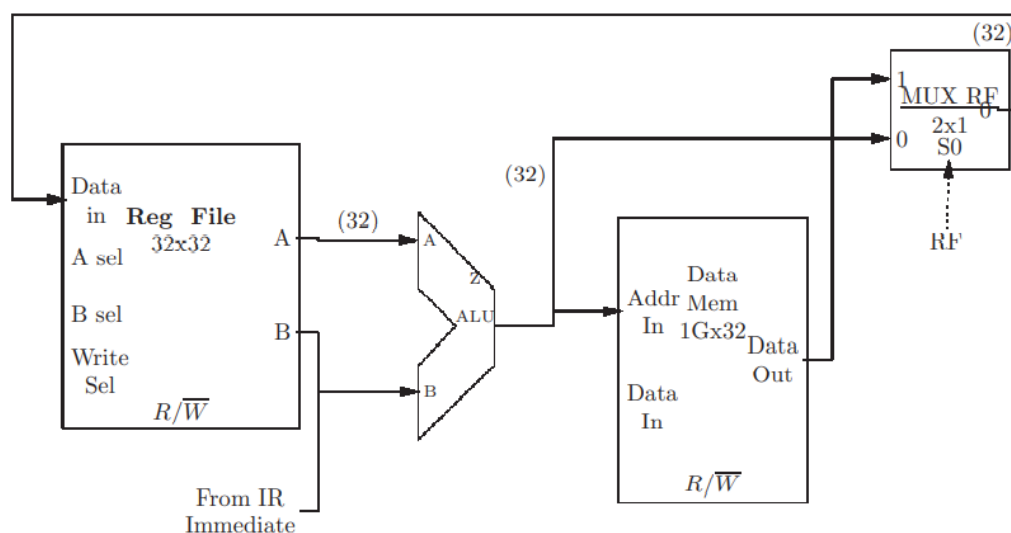 (32)
1
MUX RF
0
2x1
0
S0
RF
(32)
Data
in
Reg File
32x32
A sel
B sel
Write
Sel
R/W̅
A
B
(32)
From IR
Immediate
A
Z
ALU
B
Addr
In
Data
Mem
1Gx32
Data
Out
Data
In
R/W̅